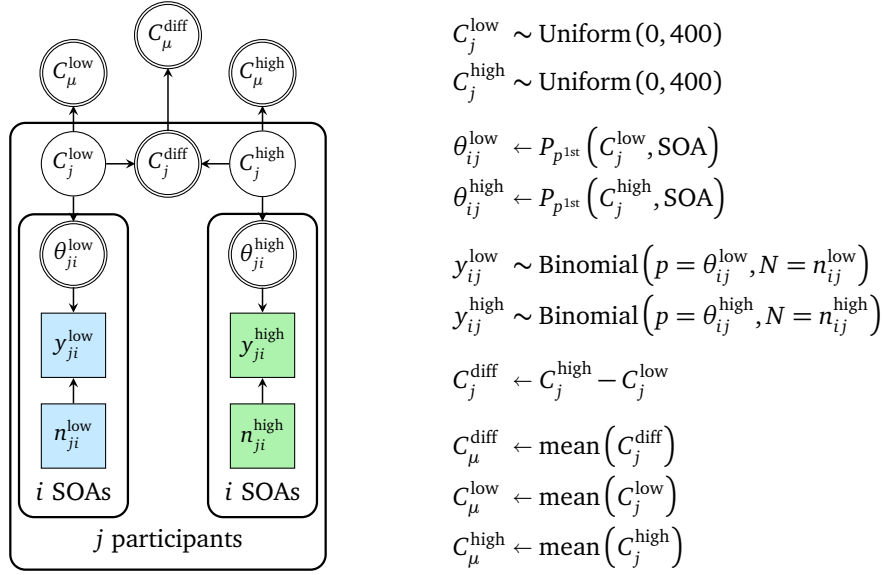 C_μ^diff
C_μ^low
C_μ^high
C_j^low
C_j^diff
C_j^high
θ_ji^low
θ_ji^high
y_ji^low
y_ji^high
n_ji^low
n_ji^high
i SOAs
i SOAs
j participants
C_j^low ∼ Uniform (0, 400)
C_j^high ∼ Uniform (0, 400)
θ_ij^low ← P_{p^1st} (C_j^low, SOA)
θ_ij^high ← P_{p^1st} (C_j^high, SOA)
y_ij^low ∼ Binomial (p = θ_ij^low, N = n_ij^low)
y_ij^high ∼ Binomial (p = θ_ij^high, N = n_ij^high)
C_j^diff ← C_j^high − C_j^low
C_μ^diff ← mean (C_j^diff)
C_μ^low ← mean (C_j^low)
C_μ^high ← mean (C_j^high)